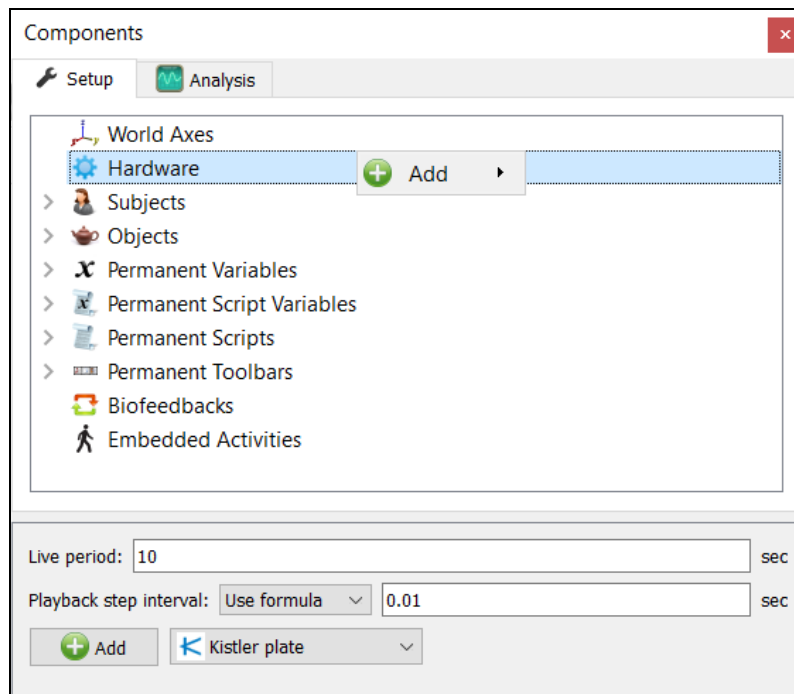 Components
Setup Analysis
World Axes
Hardware
Add
Subjects
Objects
Permanent Variables
Permanent Script Variables
Permanent Scripts
Permanent Toolbars
Biofeedbacks
Embedded Activities
Live period: 10 sec
Playback step interval: Use formula 0.01 sec
Add Kistler plate